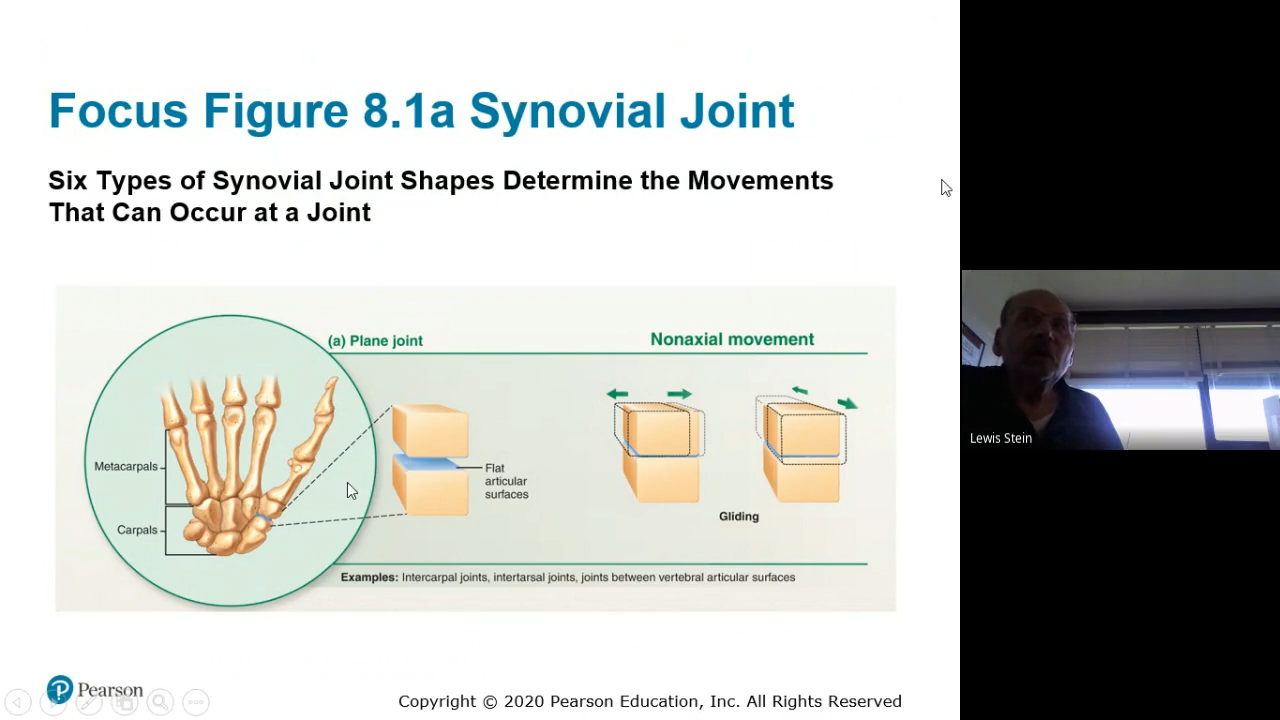 Focus Figure 8.1a Synovial Joint
Six Types of Synovial Joint Shapes Determine the Movements
That Can Occur at a Joint
(a) Plane joint
Nonaxial movement
Metacarpals
Carpals
Flat
articular
surfaces
Gliding
Examples: Intercarpal joints, intertarsal joints, joints between vertebral articular surfaces
Lewis Stein
P Pearson
Copyright © 2020 Pearson Education, Inc. All Rights Reserved